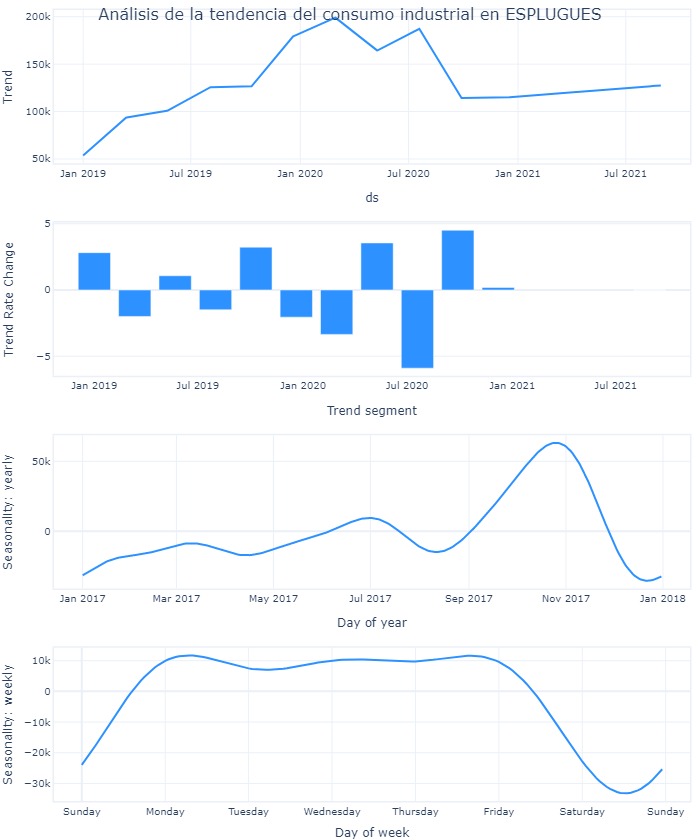 Análisis de la tendencia del consumo industrial en ESPLUGUES
200k
150k
100k
50k
Trend
Jan 2019 Jul 2019 Jan 2020 Jul 2020 Jan 2021 Jul 2021
ds
5
0
−5
Trend Rate Change
Jan 2019 Jul 2019 Jan 2020 Jul 2020 Jan 2021 Jul 2021
Trend segment
50k
0
Seasonality: yearly
Jan 2017 Mar 2017 May 2017 Jul 2017 Sep 2017 Nov 2017 Jan 2018
Day of year
10k
0
−10k
−20k
−30k
Seasonality: weekly
Sunday Monday Tuesday Wednesday Thursday Friday Saturday Sunday
Day of week